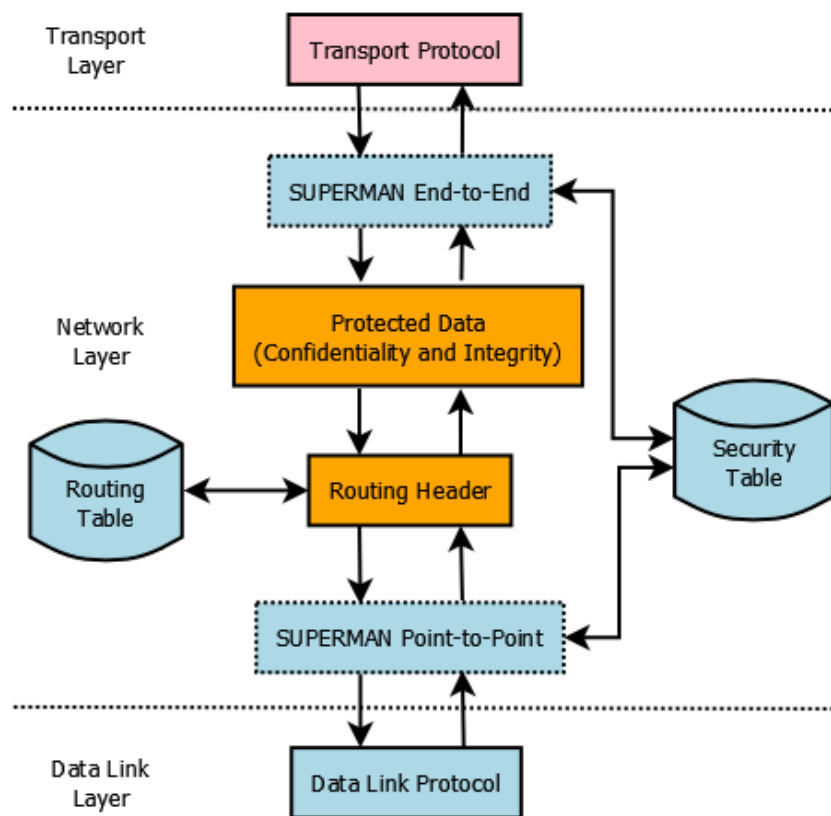 Transport
Layer
Transport Protocol
SUPERMAN End-to-End
Network
Layer
Protected Data
(Confidentiality and Integrity)
Routing
Table
Routing Header
Security
Table
SUPERMAN Point-to-Point
Data Link
Layer
Data Link Protocol